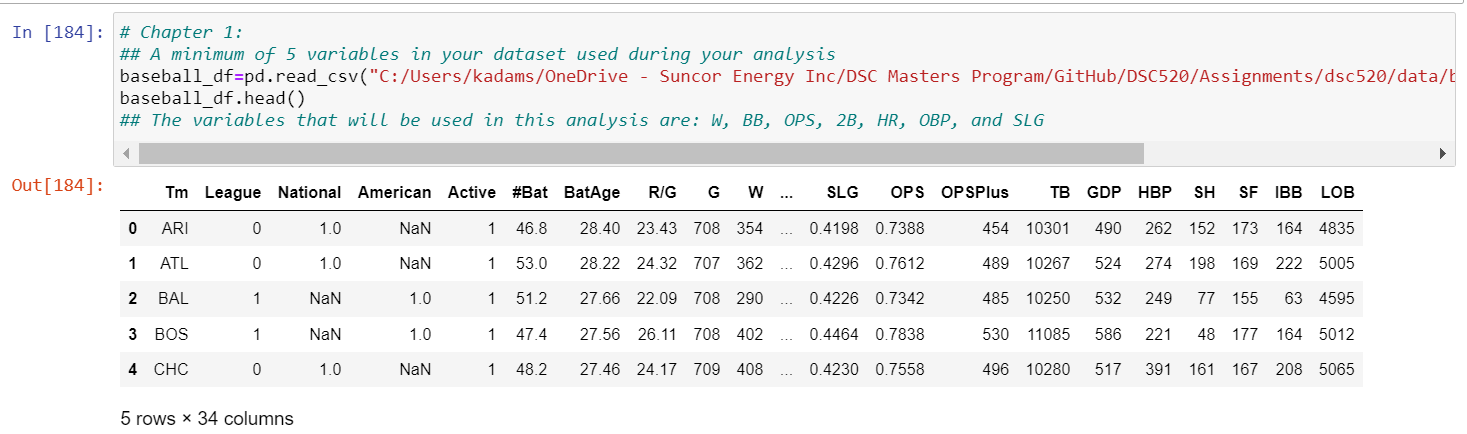 In [184]: # Chapter 1:
## A minimum of 5 variables in your dataset used during your analysis
baseball_df=pd.read_csv("C:/Users/kadams/OneDrive - Suncor Energy Inc/DSC Masters Program/GitHub/DSC520/Assignments/dsc520/data/b
baseball_df.head()
## The variables that will be used in this analysis are: W, BB, OPS, 2B, HR, OBP, and SLG
Out[184]:
Tm League National American Active #Bat BatAge R/G G W ... SLG OPS OPSPlus TB GDP HBP SH SF IBB LOB
0 ARI 0 1.0 NaN 1 46.8 28.40 23.43 708 354 ... 0.4198 0.7388 454 10301 490 262 152 173 164 4835
1 ATL 0 1.0 NaN 1 53.0 28.22 24.32 707 362 ... 0.4296 0.7612 489 10267 524 274 198 169 222 5005
2 BAL 1 NaN 1.0 1 51.2 27.66 22.09 708 290 ... 0.4226 0.7342 485 10250 532 249 77 155 63 4595
3 BOS 1 NaN 1.0 1 47.4 27.56 26.11 708 402 ... 0.4464 0.7838 530 11085 586 221 48 177 164 5012
4 CHC 0 1.0 NaN 1 48.2 27.46 24.17 709 408 ... 0.4230 0.7558 496 10280 517 391 161 167 208 5065
5 rows × 34 columns